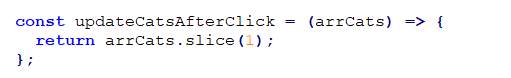 const updateCatsAfterClick = (arrCats) => {
  return arrCats.slice(1);
};